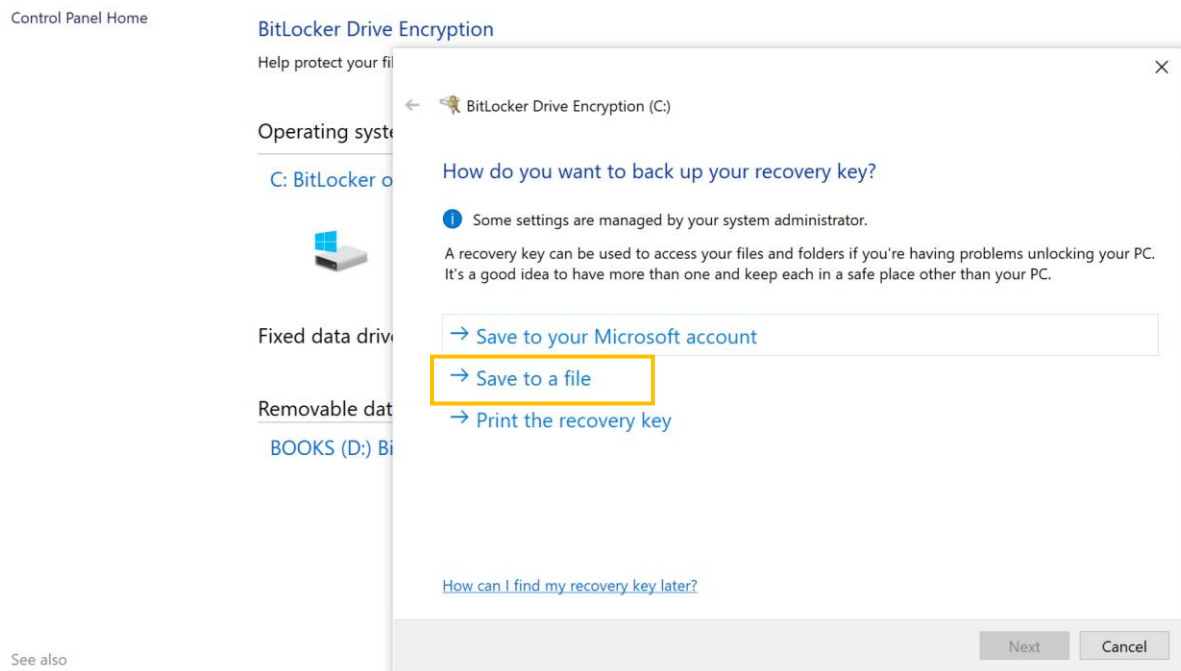 Control Panel Home
BitLocker Drive Encryption
Help protect your fil
BitLocker Drive Encryption (C:)
Operating syste
How do you want to back up your recovery key?
C: BitLocker o
Some settings are managed by your system administrator.
A recovery key can be used to access your files and folders if you're having problems unlocking your PC.
It's a good idea to have more than one and keep each in a safe place other than your PC.
Fixed data driv
Save to your Microsoft account
Save to a file
Removable dat
Print the recovery key
BOOKS (D:) Bi
How can I find my recovery key later?
Next
Cancel
See also